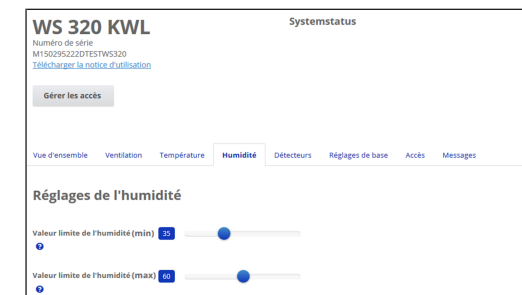 WS 320 KWL
Systemstatus
Numéro de série
M150295222DTESTWS320
Télécharger la notice d'utilisation
Gérer les accès
Vue d'ensemble Ventilation Température Humidité Détecteurs Réglages de base Accès Messages
Réglages de l'humidité
Valeur limite de l'humidité (min) 35
?
Valeur limite de l'humidité (max) 60
?